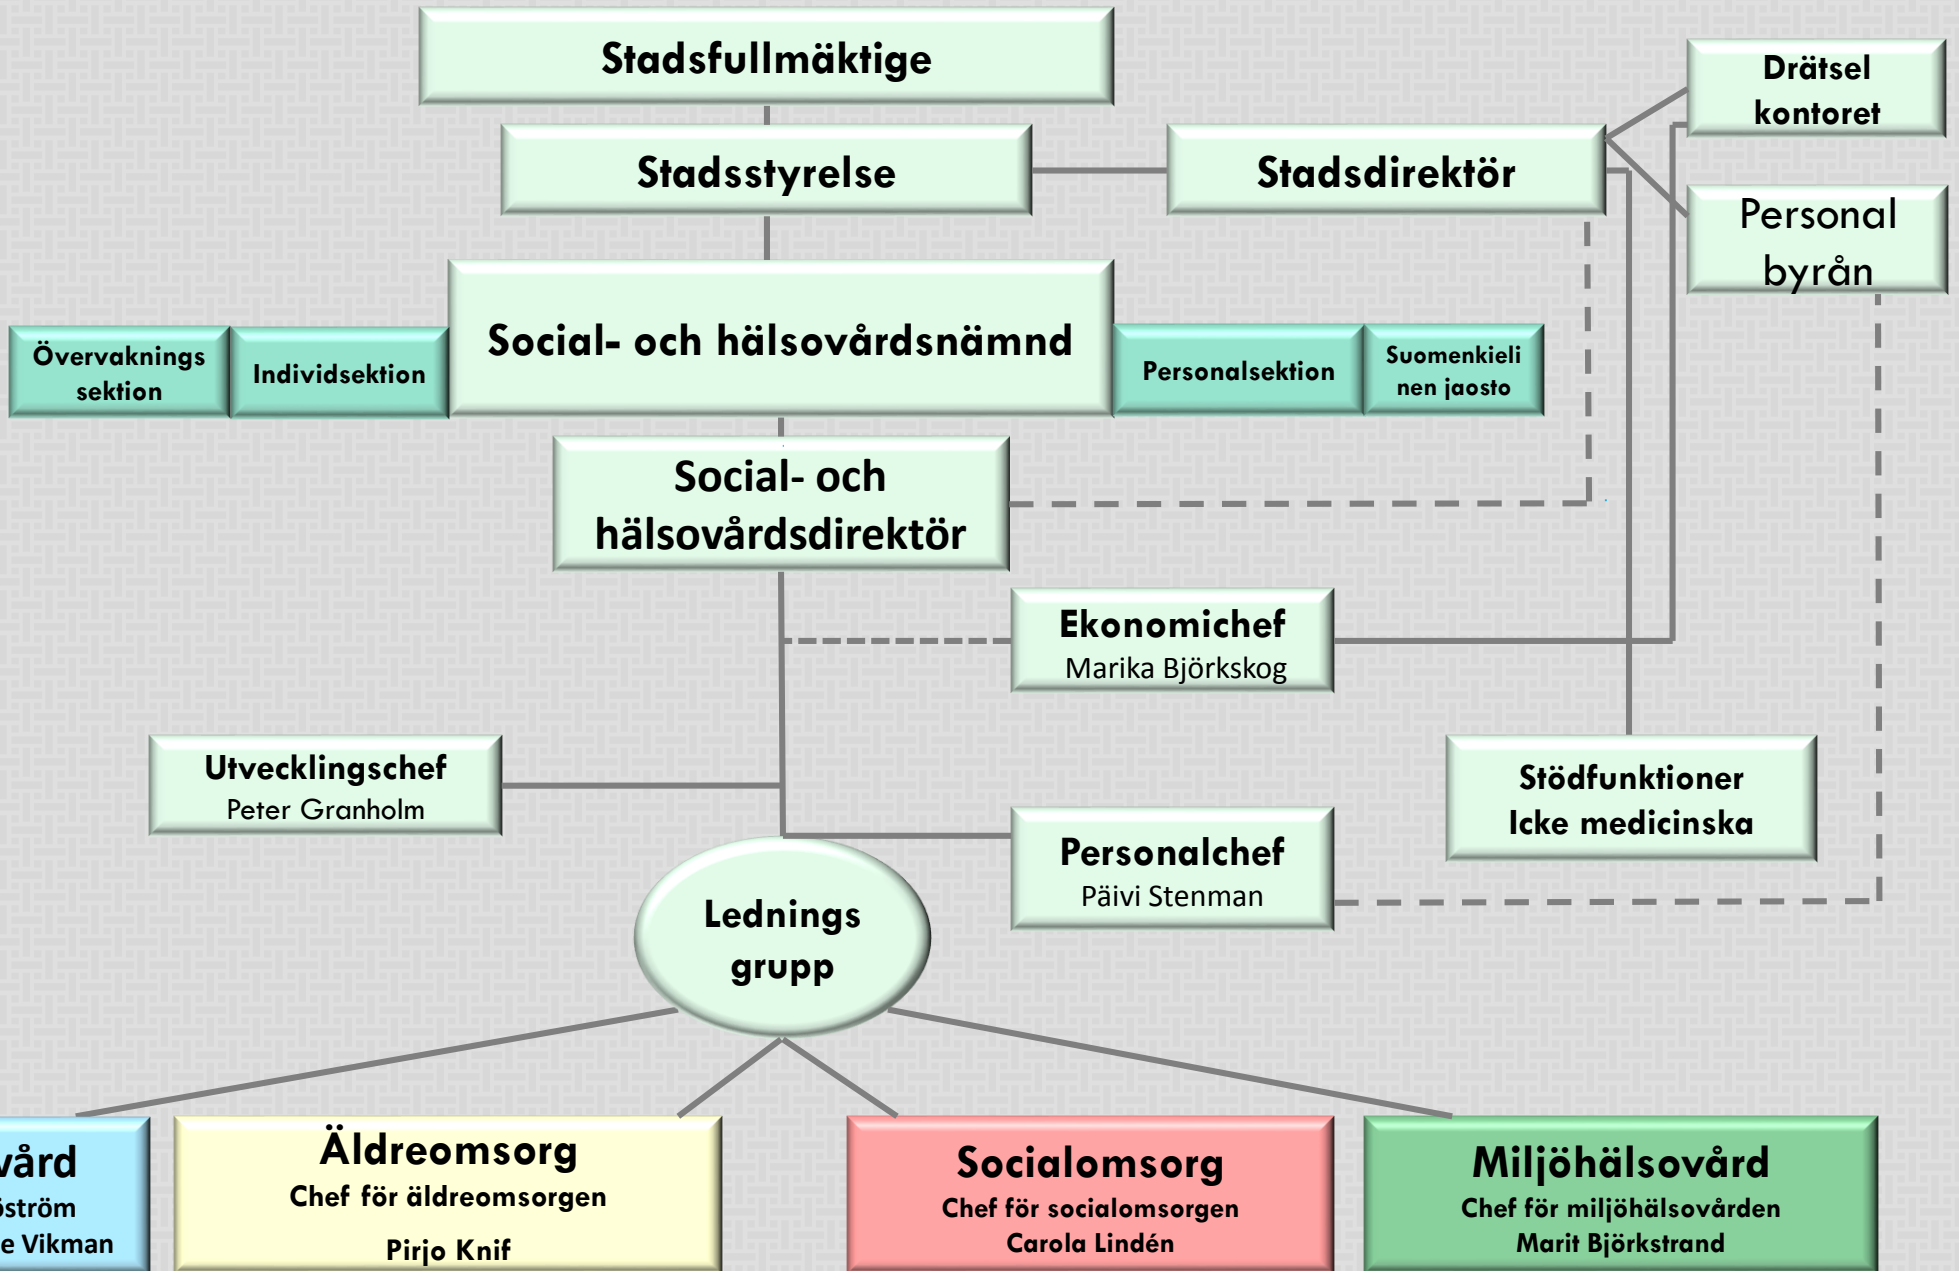 Stadsfullmäktige
Drätsel
kontoret
Stadsstyrelse
Stadsdirektör
Personal
byrån
Social- och hälsovårdsnämnd
Övervaknings
sektion
Individsektion
Personalsektion
Suomenkieli
nen jaosto
Social- och
hälsovårdsdirektör
Ekonomichef
Marika Björkskog
Utvecklingschef
Peter Granholm
Stödfunktioner
Icke medicinska
Personalchef
Päivi Stenman
Lednings
grupp
vård
Vikman
Äldreomsorg
Chef för äldreomsorgen
Pirjo Knif
Socialomsorg
Chef för socialomsorgen
Carola Lindén
Miljöhälsovård
Chef för miljöhälsovården
Marit Björkstrand